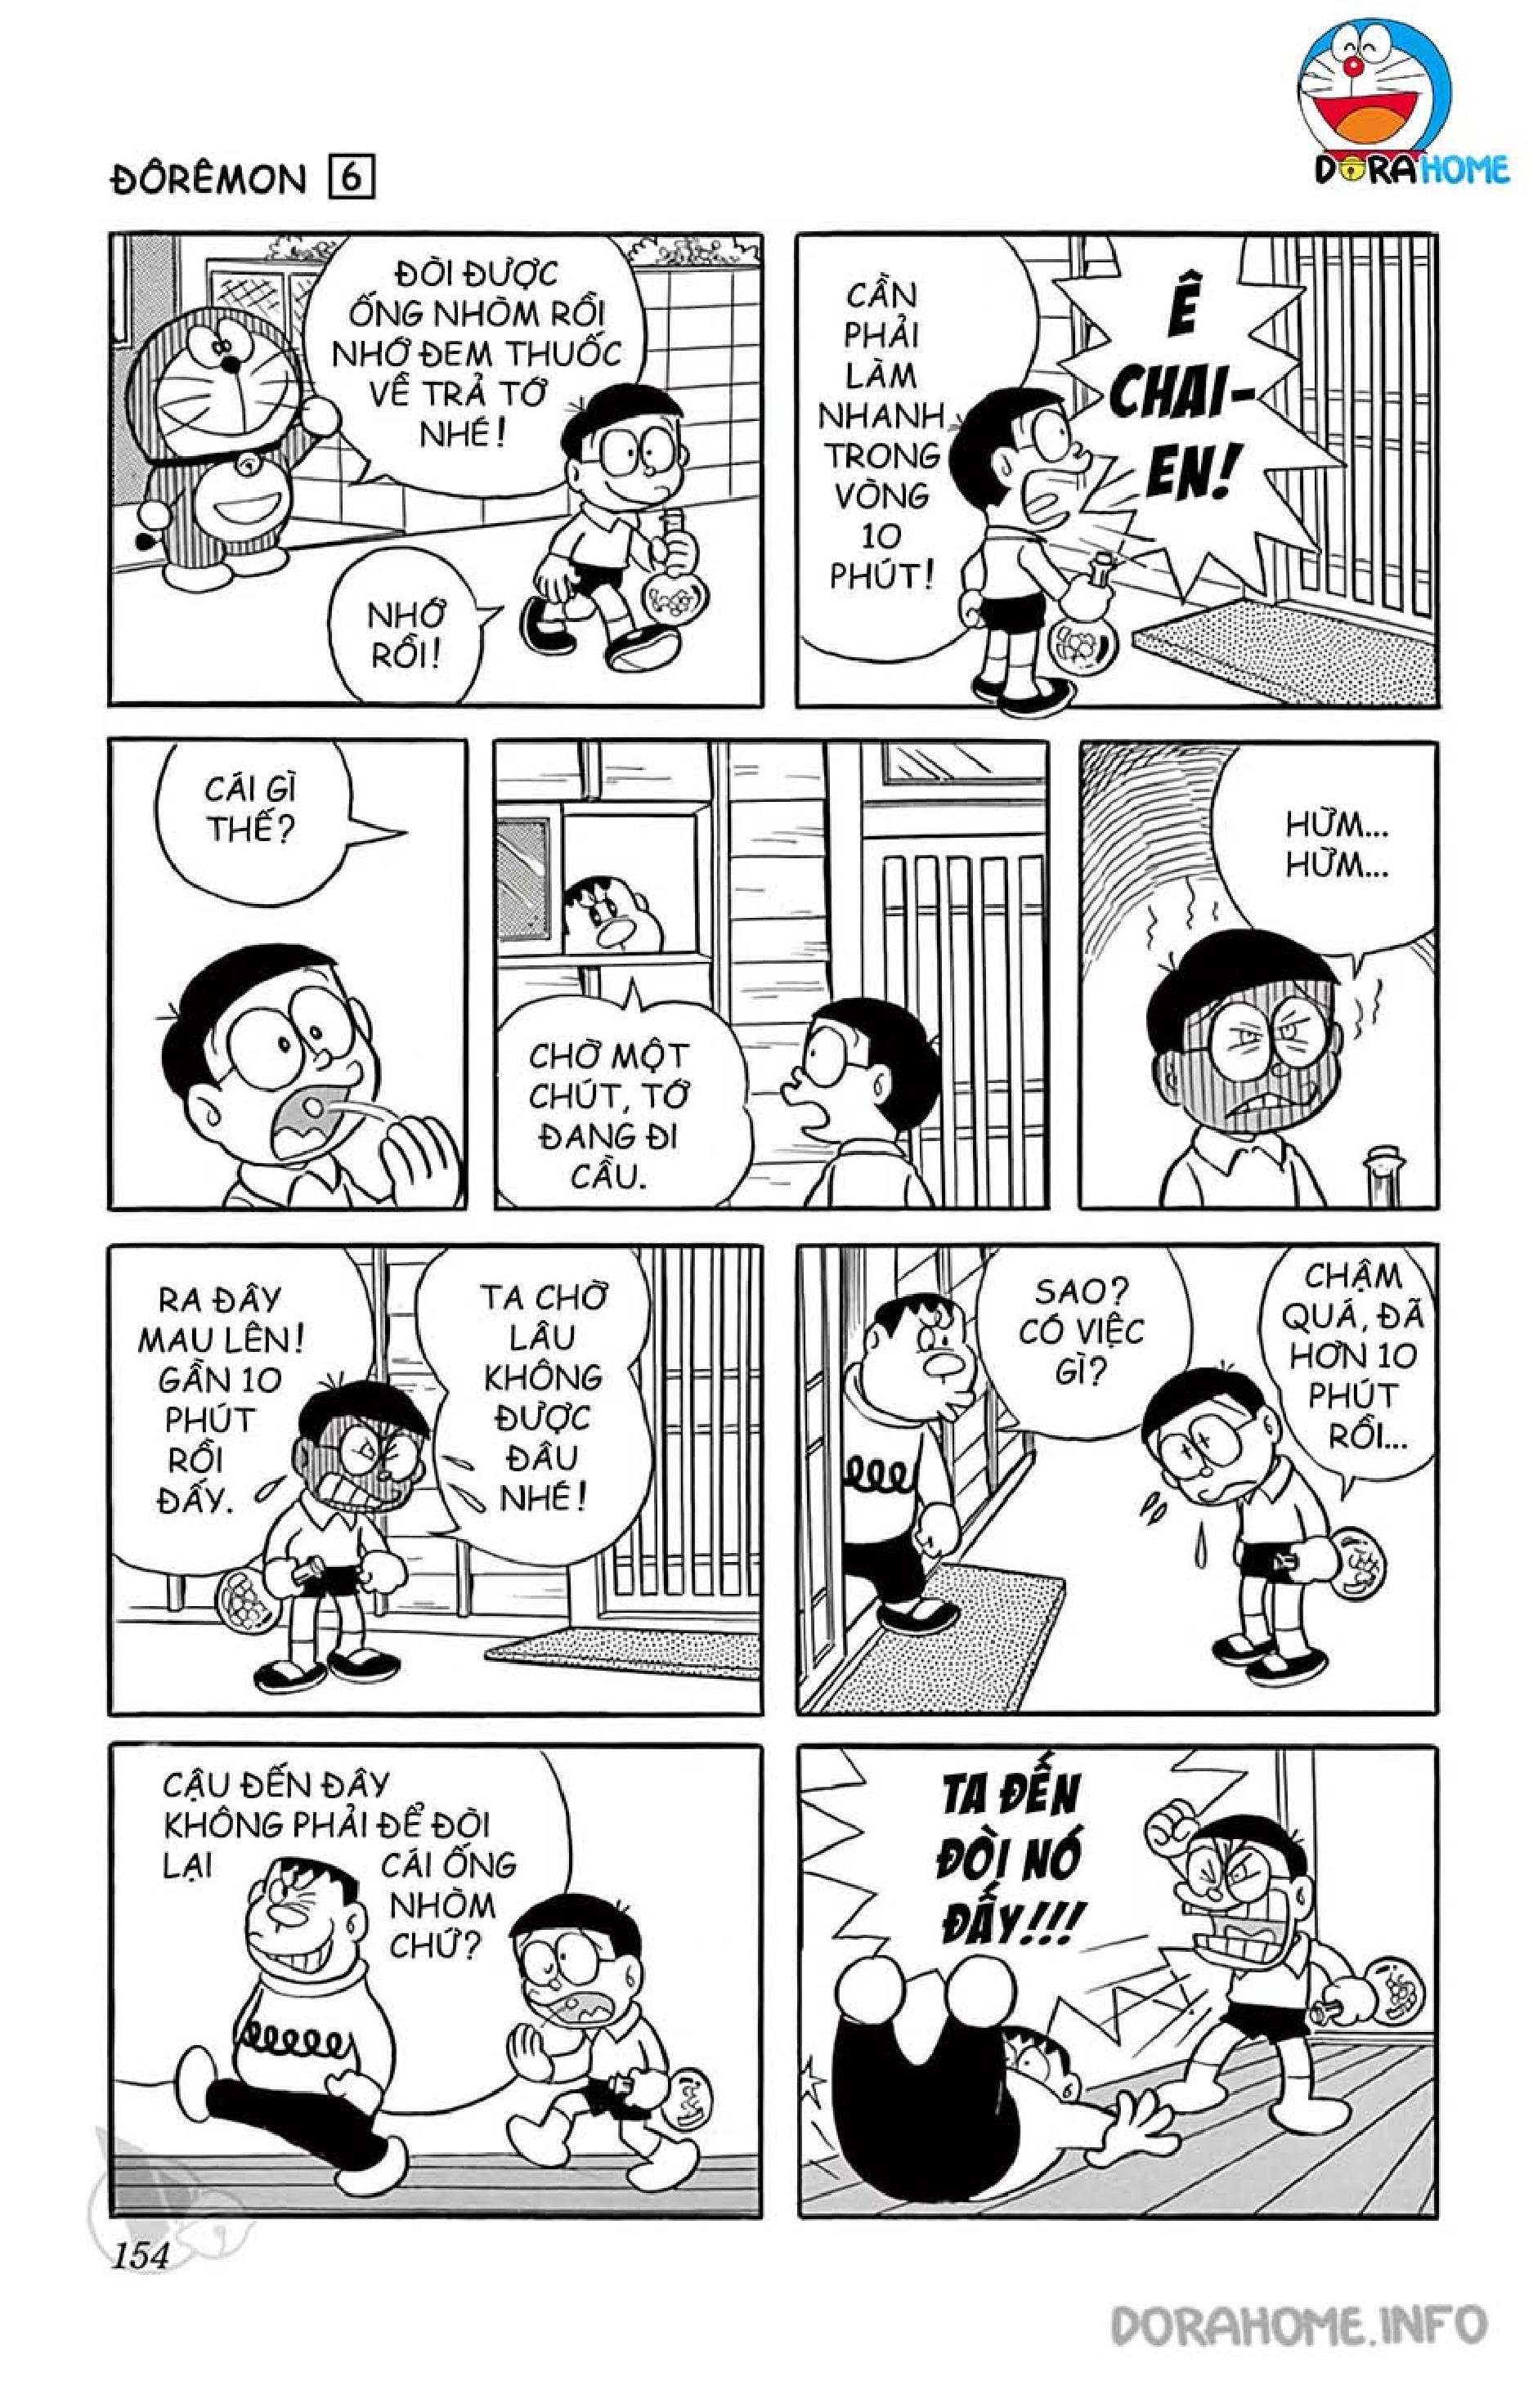 DORAHOME
ĐÔRÊMON 6
ĐÒI ĐƯỢC
ỐNG NHÒM RỒI
NHỚ ĐEM THUỐC
VỀ TRẢ TỚ
NHÉ!
NHỚ
RỒI!
CẦN
PHẢI
LÀM
NHANH
TRONG
VÒNG
10
PHÚT!
Ê
CHAI-
EN!
CÁI GÌ
THẾ?
CHỜ MỘT
CHÚT, TỚ
ĐANG ĐI
CẦU.
HỪM...
HỪM...
RA ĐÂY
MAU LÊN!
GẦN 10
PHÚT
RỒI
ĐẤY.
TA CHỜ
LÂU
KHÔNG
ĐƯỢC
ĐÂU
NHÉ!
SAO?
CÓ VIỆC
GÌ?
CHẬM
QUÁ, ĐÃ
HƠN 10
PHÚT
RỒI...
CẬU ĐẾN ĐÂY
KHÔNG PHẢI ĐỂ ĐÒI
LẠI CÁI ỐNG
NHÒM
CHỨ?
TA ĐẾN
ĐÒI NÓ
ĐẤY!!!
154
DORAHOME.INFO